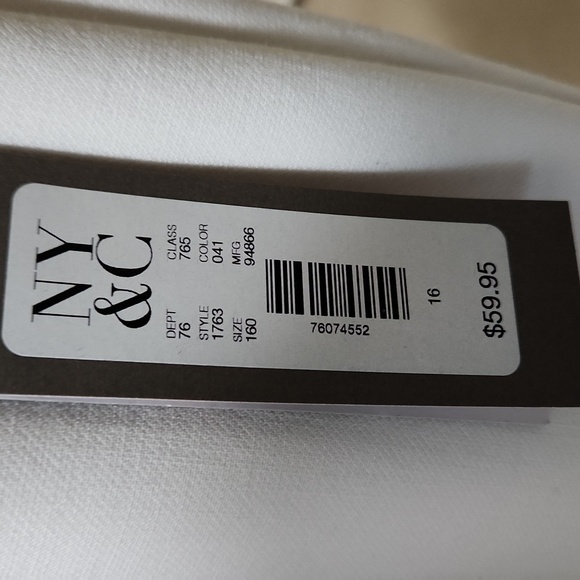 NY
&C
DEPT CLASS
76 765
STYLE COLOR
1763 041
SIZE MFG
160 94866
76074552
16
$59.95